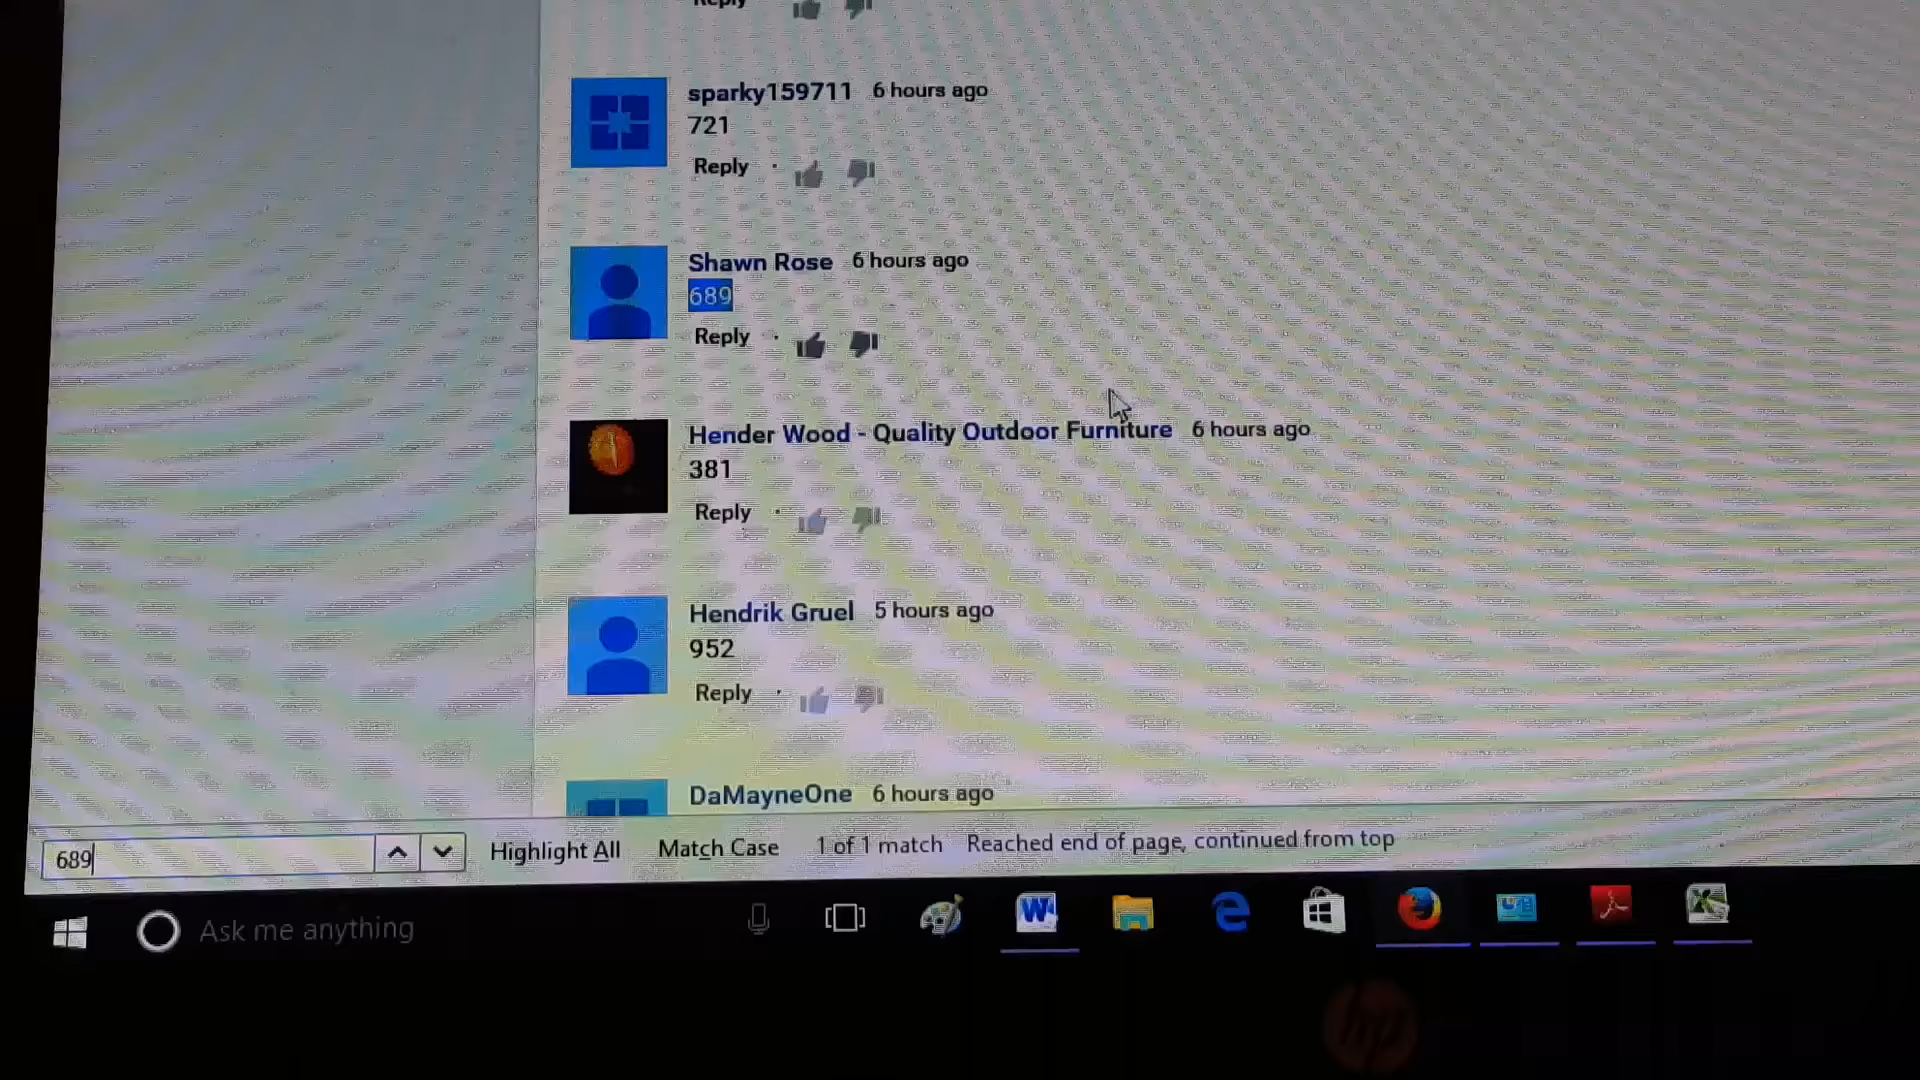 Reply
sparky159711 6 hours ago
721
Reply
Shawn Rose 6 hours ago
689
Reply
Hender Wood - Quality Outdoor Furniture 6 hours ago
381
Reply
Hendrik Gruel 5 hours ago
952
Reply
DaMayneOne 6 hours ago
689 Highlight All Match Case 1 of 1 match Reached end of page, continued from top
Ask me anything
hp